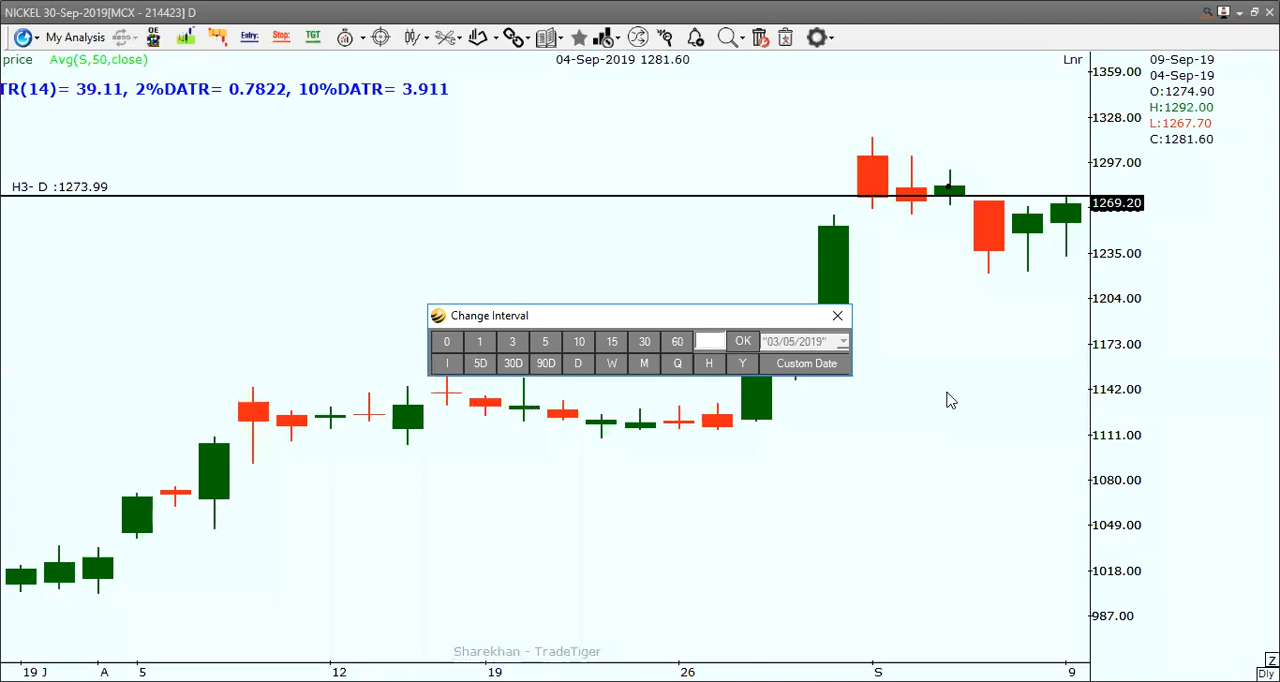 NICKEL 30-Sep-2019[MCX - 214423] D
My Analysis
OE
Entry:
Stop:
TGT
price Avg(S,50,close)
04-Sep-2019 1281.60
Lnr
TR(14)= 39.11, 2%DATR= 0.7822, 10%DATR= 3.911
09-Sep-19
04-Sep-19
O:1274.90
H:1292.00
L:1267.70
C:1281.60
H3- D :1273.99
1359.00
1328.00
1297.00
1269.20
1235.00
1204.00
1173.00
1142.00
1111.00
1080.00
1049.00
1018.00
987.00
Change Interval
0 1 3 5 10 15 30 60 OK "03/05/2019"
I 5D 30D 90D D W M Q H Y Custom Date
Sharekhan - TradeTiger
19 J A 5 12 19 26 S 9
Z
Dly